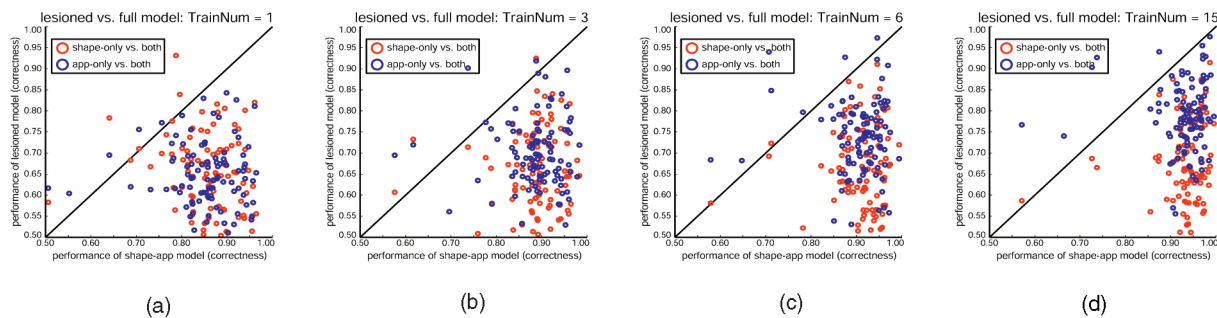 lesioned vs. full model: TrainNum = 1
1.00
0.95
0.90
0.85
0.80
0.75
0.70
0.65
0.60
0.55
0.50
performance of lesioned model (correctness)
shape-only vs. both
app-only vs. both
0.50 0.60 0.70 0.80 0.90 1.00
performance of shape-app model (correctness)
(a)
lesioned vs. full model: TrainNum = 3
1.00
0.95
0.90
0.85
0.80
0.75
0.70
0.65
0.60
0.55
0.50
performance of lesioned model (correctness)
shape-only vs. both
app-only vs. both
0.50 0.60 0.70 0.80 0.90 1.00
performance of shape-app model (correctness)
(b)
lesioned vs. full model: TrainNum = 6
1.00
0.95
0.90
0.85
0.80
0.75
0.70
0.65
0.60
0.55
0.50
performance of lesioned model (correctness)
shape-only vs. both
app-only vs. both
0.50 0.60 0.70 0.80 0.90 1.00
performance of shape-app model (correctness)
(c)
lesioned vs. full model: TrainNum = 15
1.00
0.95
0.90
0.85
0.80
0.75
0.70
0.65
0.60
0.55
0.50
performance of lesioned model (correctness)
shape-only vs. both
app-only vs. both
0.50 0.60 0.70 0.80 0.90 1.00
performance of shape-app model (correctness)
(d)